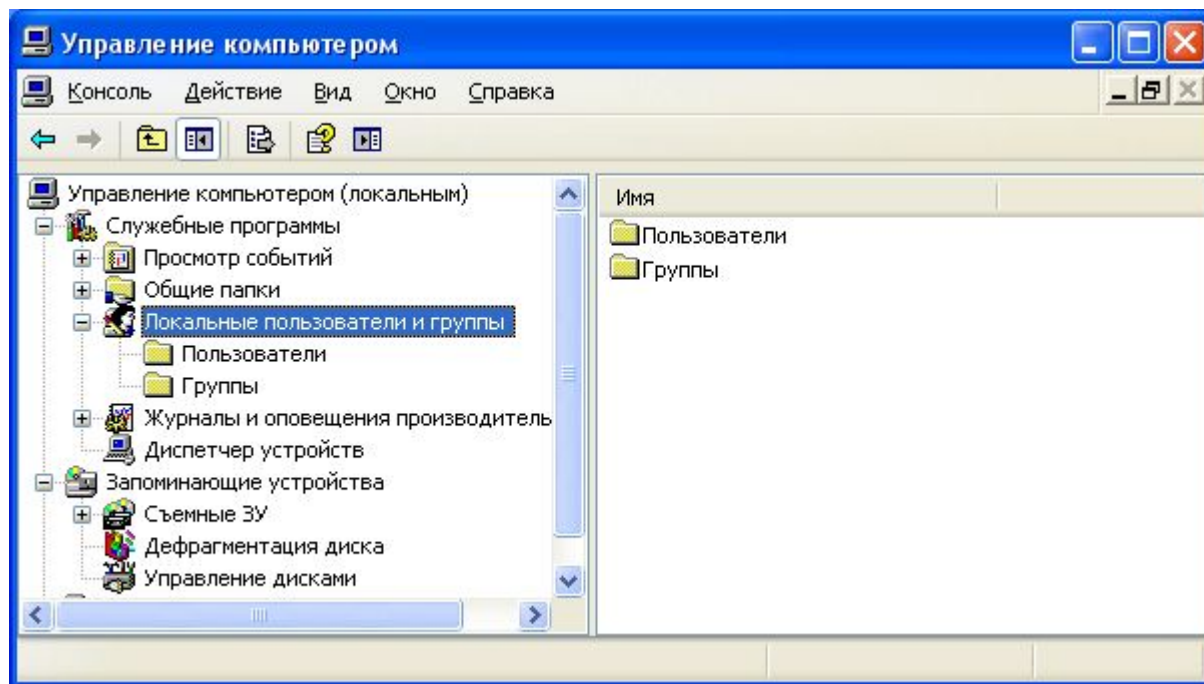 Управление компьютером
Консоль Действие Вид Окно Справка
Управление компьютером (локальным)
Служебные программы
Просмотр событий
Общие папки
Локальные пользователи и группы
Пользователи
Группы
Журналы и оповещения производитель
Диспетчер устройств
Запоминающие устройства
Съемные ЗУ
Дефрагментация диска
Управление дисками
Имя
Пользователи
Группы